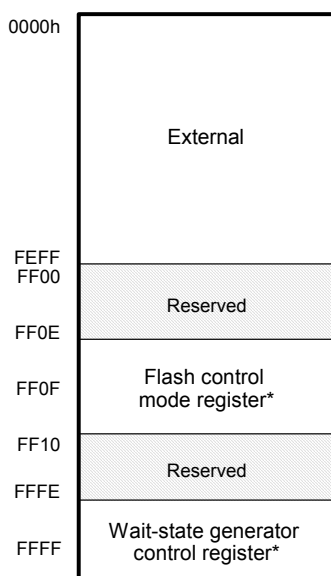 0000h
External
FEFF
FF00
Reserved
FF0E
FF0F
Flash control
mode register*
FF10
Reserved
FFFE
Wait-state generator
FFFF
control register*